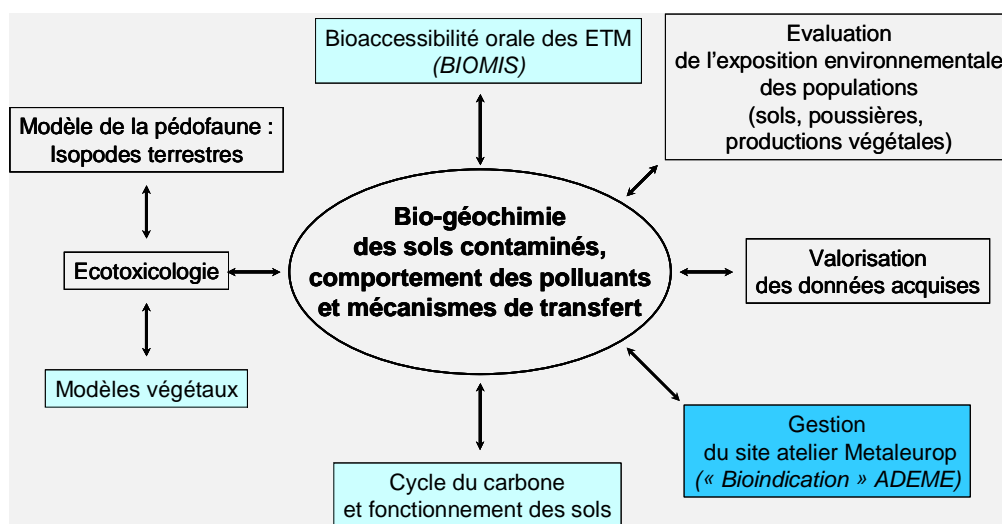 Bioaccessibilité orale des ETM
(BIOMIS)
Evaluation
de l'exposition environnementale
des populations
(sols, poussières,
productions végétales)
Modèle de la pédofaune :
Isopodes terrestres
Bio-géochimie
des sols contaminés,
comportement des polluants
et mécanismes de transfert
Ecotoxicologie
Valorisation
des données acquises
Modèles végétaux
Gestion
du site atelier Metaleurop
(« Bioindication » ADEME)
Cycle du carbone
et fonctionnement des sols